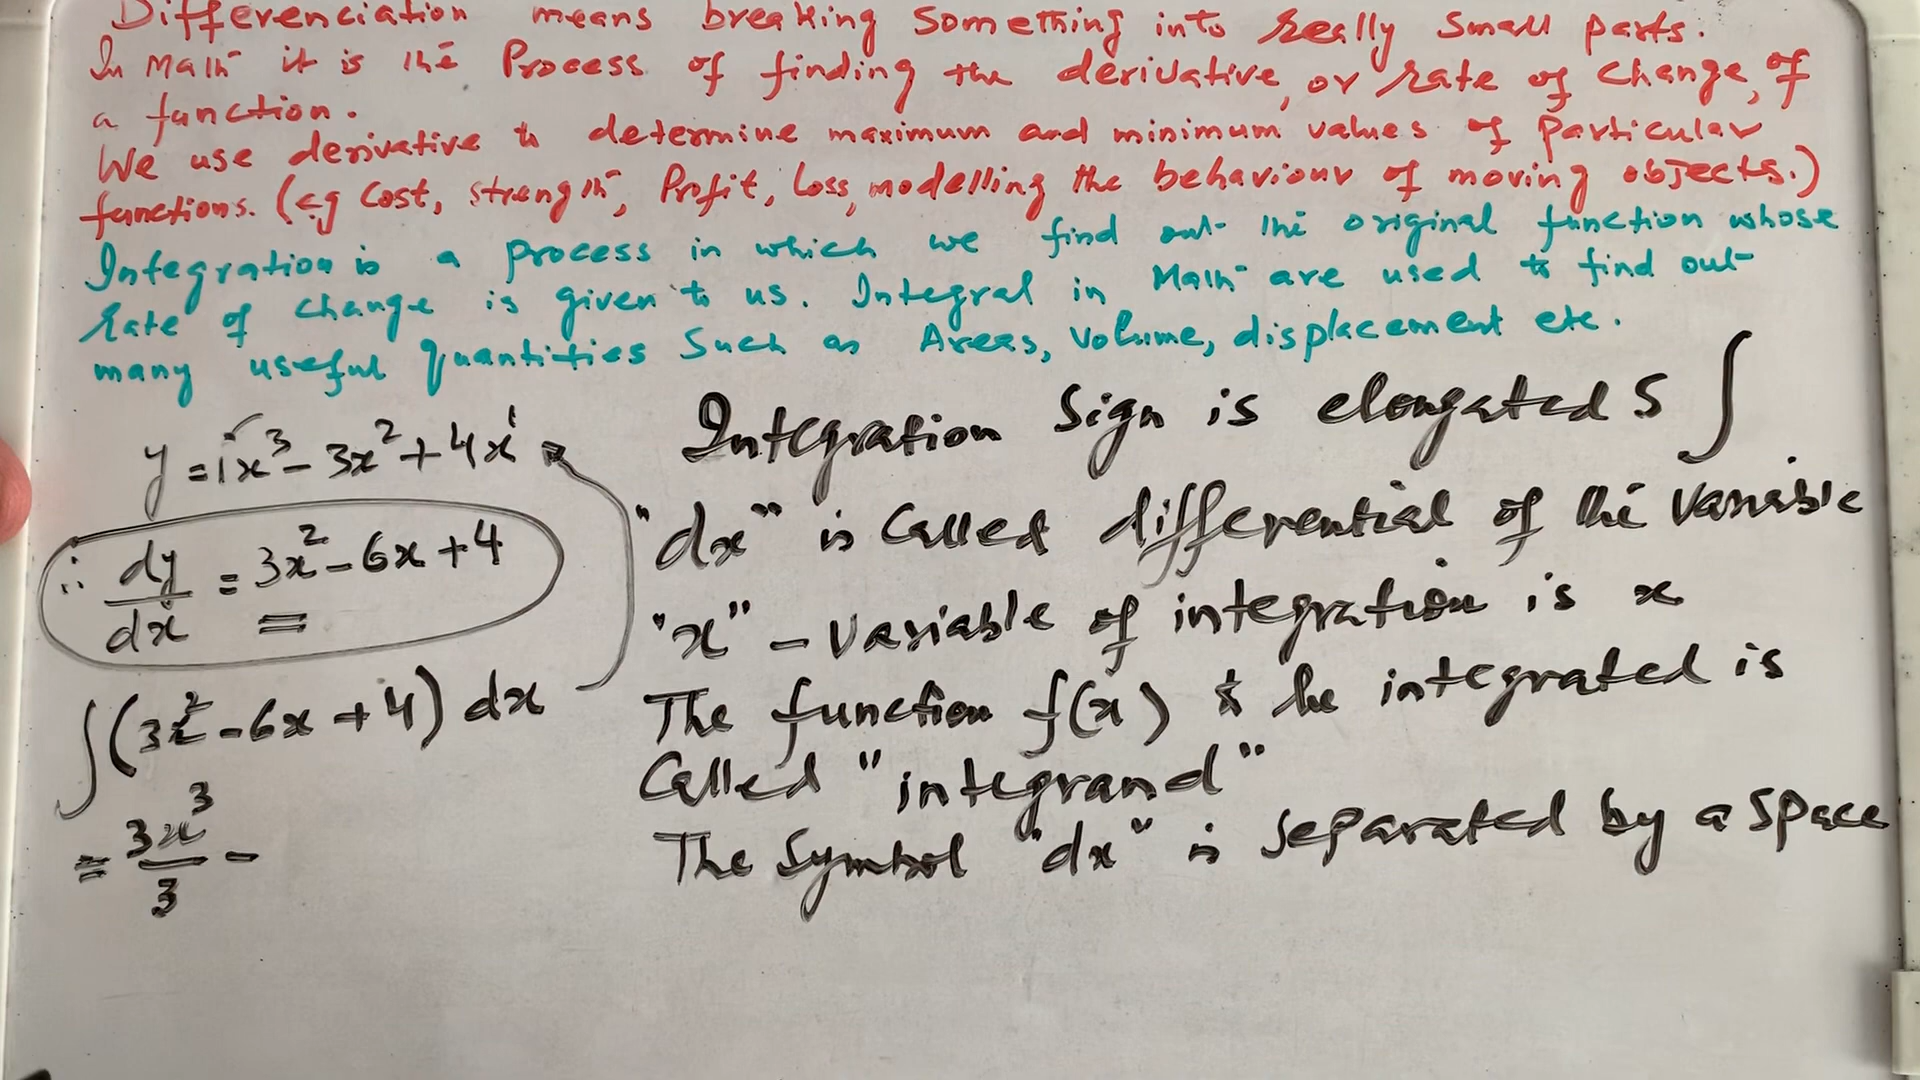 Differenciation means breaking something into really small parts.
In Math it is the Process of finding the derivative, or rate of change, of
a function.
We use derivative to determine maximum and minimum values of particular
functions. (eg Cost, strength, Profit, Loss, modelling the behaviour of moving objects.)
Integration is a process in which we find out the original function whose
rate of change is given to us. Integral in Math are used to find out
many useful quantities such as Areas, Volume, displacement etc.
y = 1x³ - 3x² + 4x¹
∴ dy/dx = 3x² - 6x + 4
∫(3x² - 6x + 4) dx
= 3x³/3 -
Integration Sign is elongated S ∫
"dx" is Called differential of the variable
"x" - variable of integration is x
The function f(x) to be integrated is
Called "integrand"
The Symbol "dx" is separated by a space